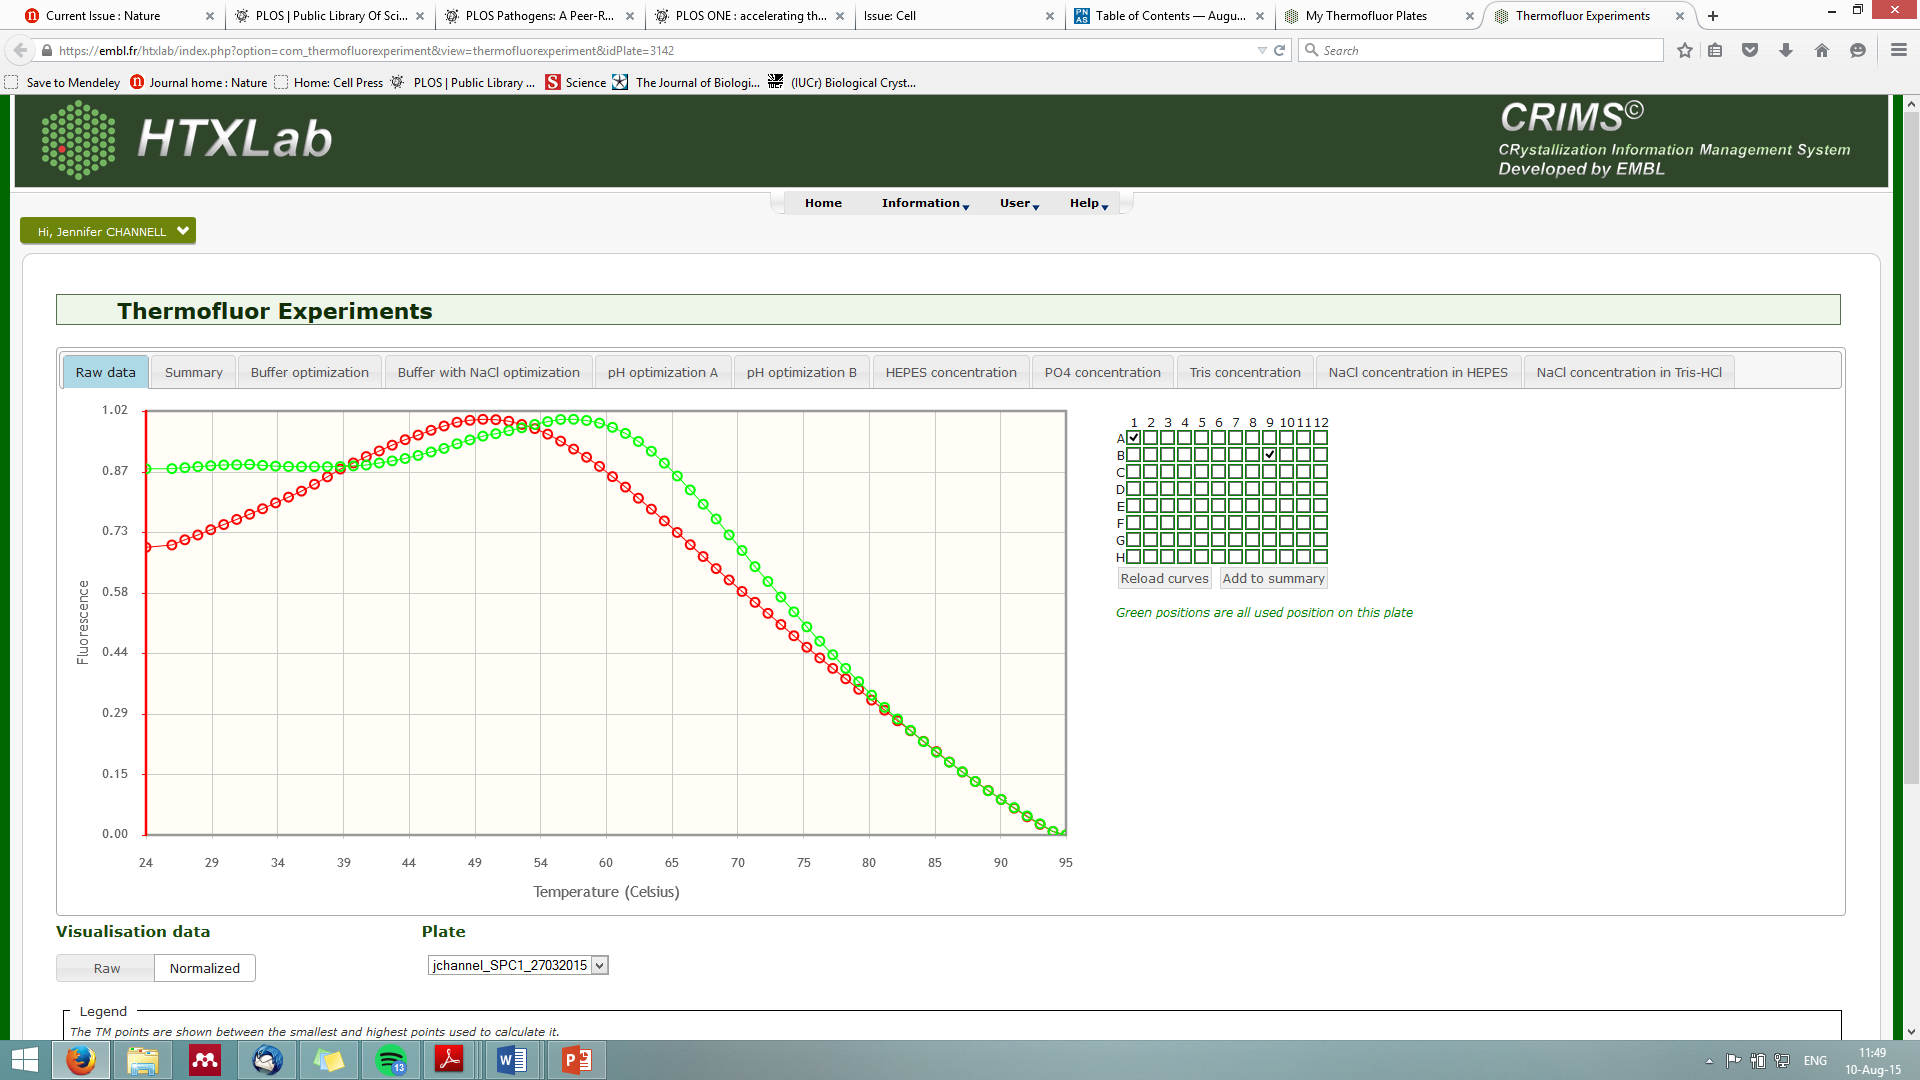 Current Issue : Nature
PLOS | Public Library Of Sci...
PLOS Pathogens: A Peer-R...
PLOS ONE : accelerating th...
Issue: Cell
PN AS
Table of Contents — Augu...
My Thermofluor Plates
Thermofluor Experiments
https://embl.fr/htxlab/index.php?option=com_thermofluorexperiment&view=thermofluorexperiment&idPlate=3142
Search
Save to Mendeley
Journal home : Nature
Home: Cell Press
PLOS | Public Library ...
S
Science
The Journal of Biologi...
(IUCr) Biological Cryst...
HTXLab
CRIMS©
CRystallization Information Management System
Developed by EMBL
Home Information User Help
Hi, Jennifer CHANNELL
Thermofluor Experiments
Raw data Summary Buffer optimization Buffer with NaCl optimization pH optimization A pH optimization B HEPES concentration PO4 concentration Tris concentration NaCl concentration in HEPES NaCl concentration in Tris-HCl
1.02
0.87
0.73
0.58
0.44
0.29
0.15
0.00
Fluorescence
24 29 34 39 44 49 54 60 65 70 75 80 85 90 95
Temperature (Celsius)
1 2 3 4 5 6 7 8 9 10 11 12
A
B
C
D
E
F
G
H
Reload curves Add to summary
Green positions are all used position on this plate
Visualisation data
Plate
Raw Normalized
jchannel_SPC1_27032015
Legend
The TM points are shown between the smallest and highest points used to calculate it.
13
ENG
11:49
10-Aug-15